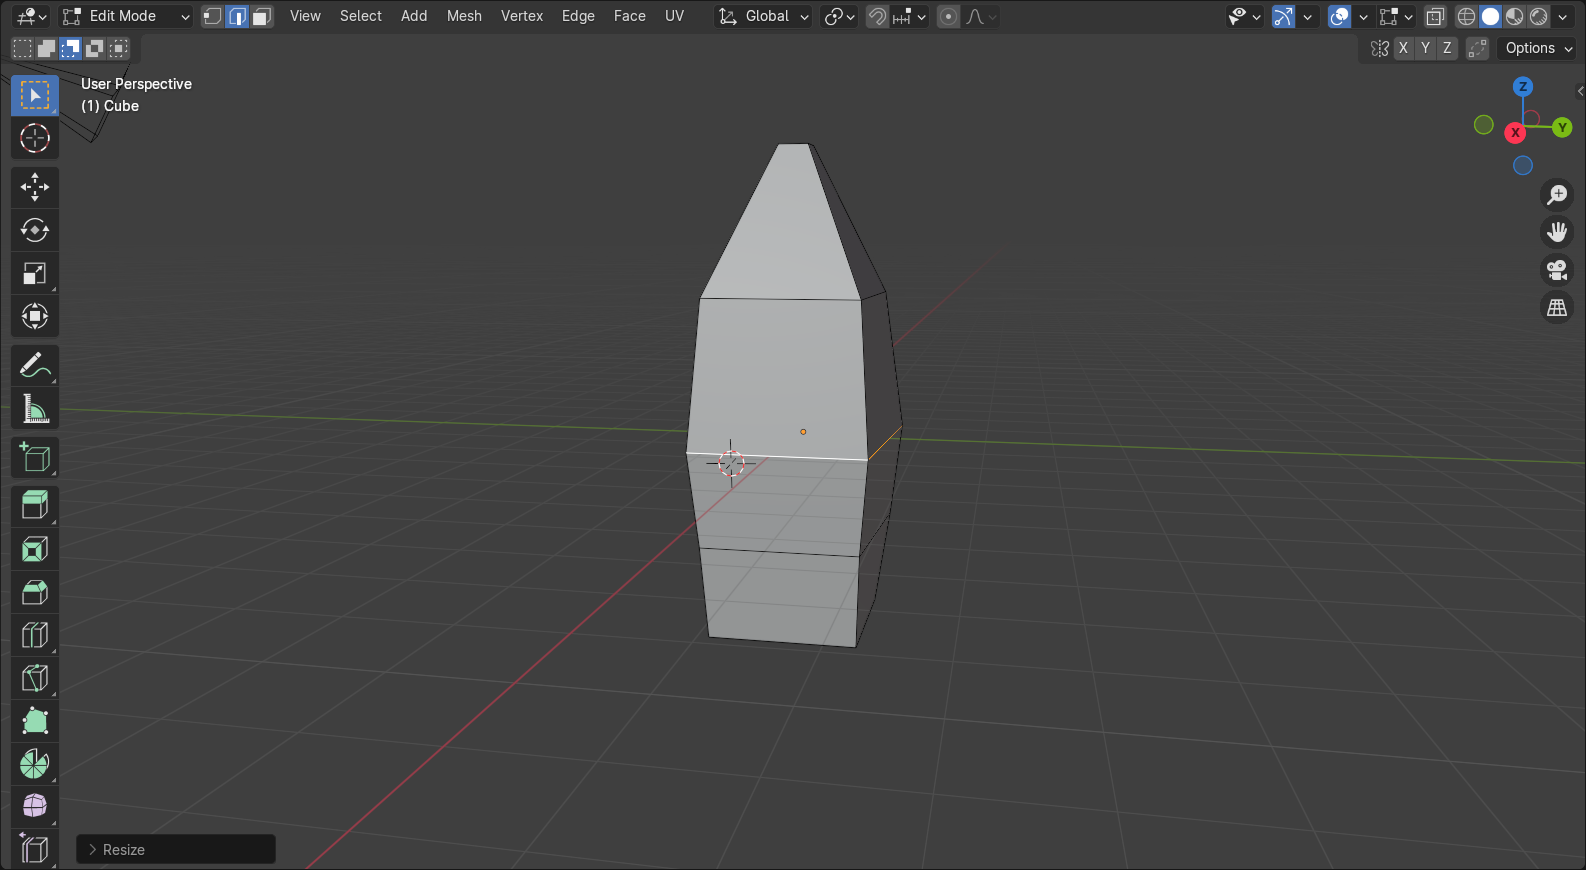 Edit Mode View Select Add Mesh Vertex Edge Face UV Global
X Y Z Options
User Perspective
(1) Cube
Z
X Y
Resize